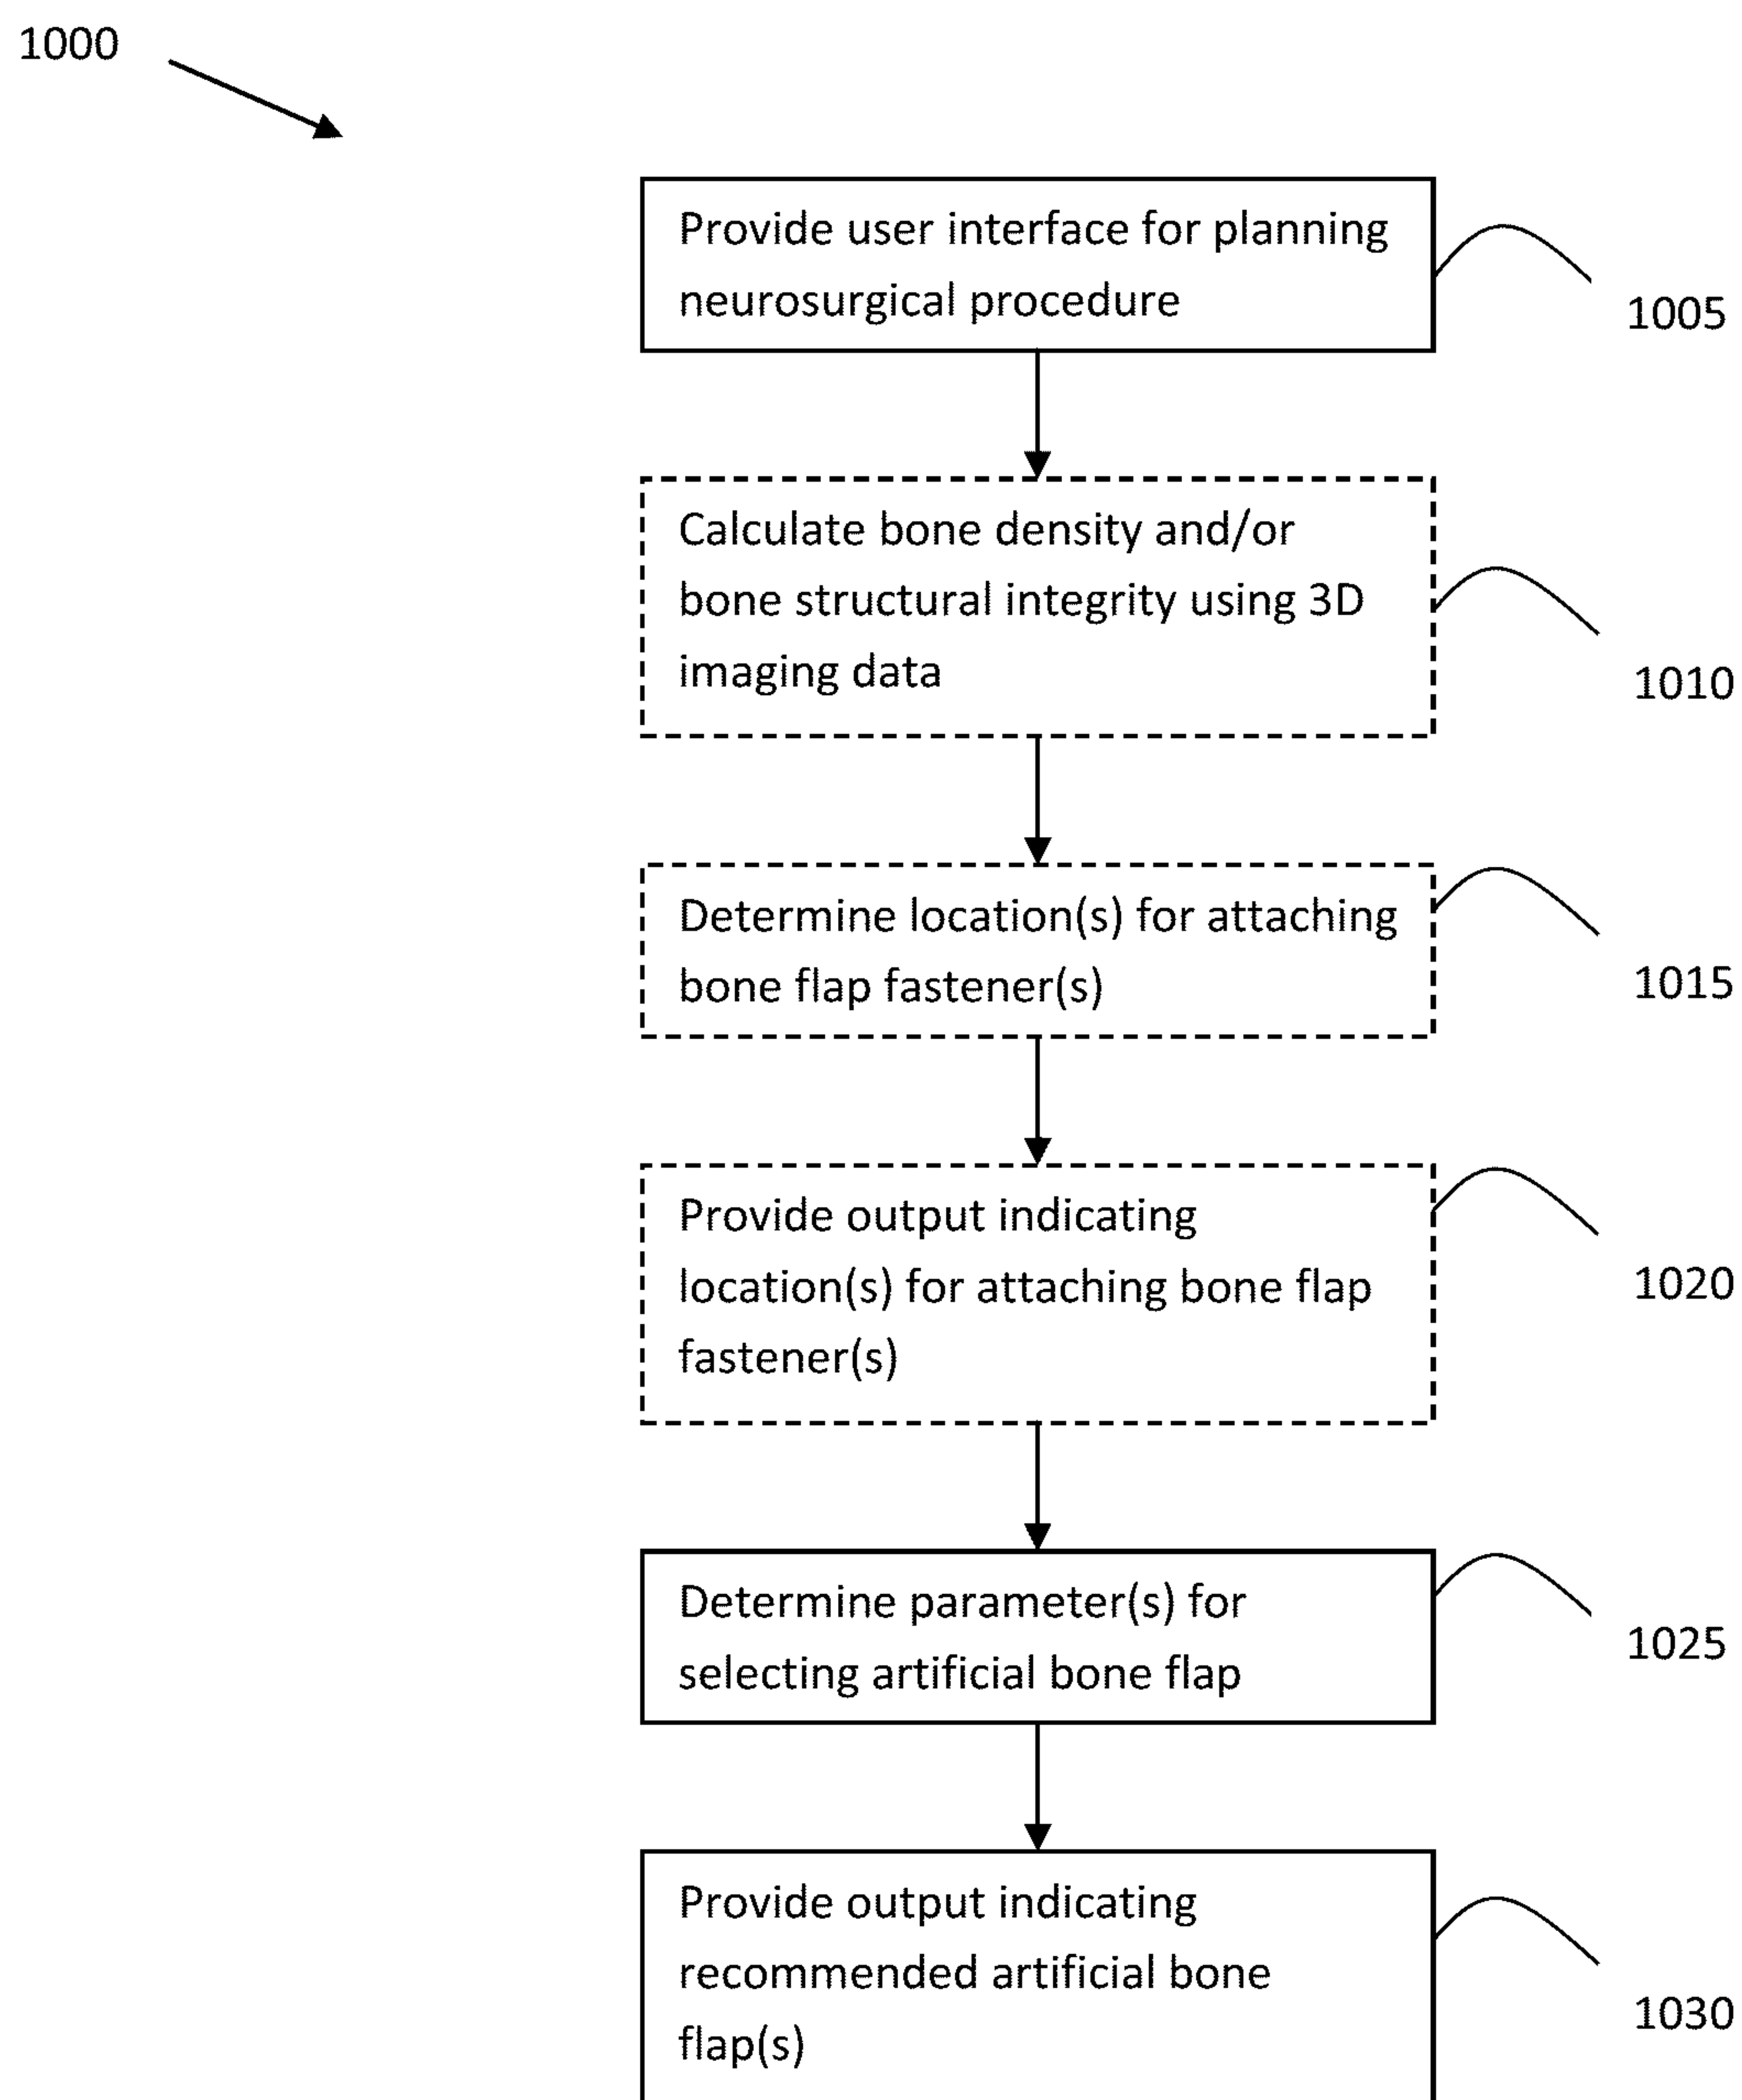 1000
Provide user interface for planning
neurosurgical procedure
1005
Calculate bone density and/or
bone structural integrity using 3D
imaging data
1010
Determine location(s) for attaching
bone flap fastener(s)
1015
Provide output indicating
location(s) for attaching bone flap
fastener(s)
1020
Determine parameter(s) for
selecting artificial bone flap
1025
Provide output indicating
recommended artificial bone
flap(s)
1030